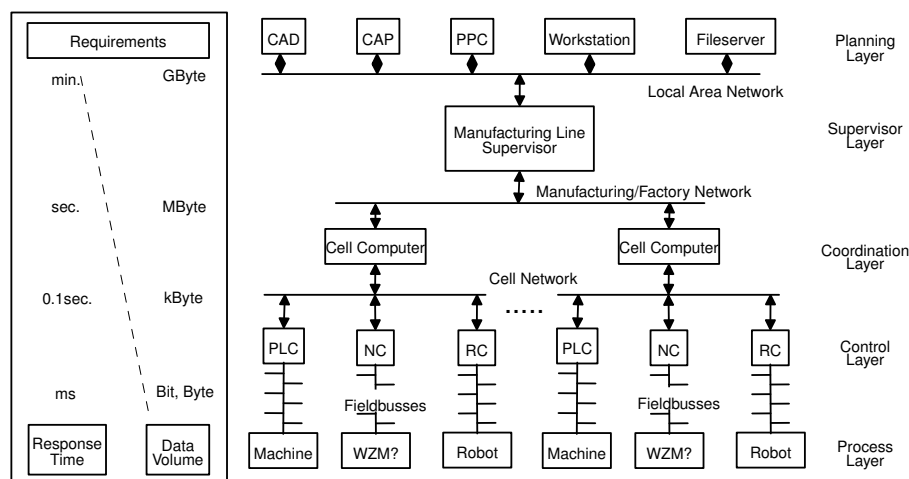 Requirements
min.
GByte
sec.
MByte
0.1sec.
kByte
ms
Bit, Byte
Response
Time
Data
Volume
CAD
CAP
PPC
Workstation
Fileserver
Planning
Layer
Local Area Network
Manufacturing Line
Supervisor
Supervisor
Layer
Manufacturing/Factory Network
Cell Computer
Cell Computer
Coordination
Layer
Cell Network
.....
PLC
NC
RC
PLC
NC
RC
Control
Layer
Fieldbusses
Fieldbusses
Machine
WZM?
Robot
Machine
WZM?
Robot
Process
Layer